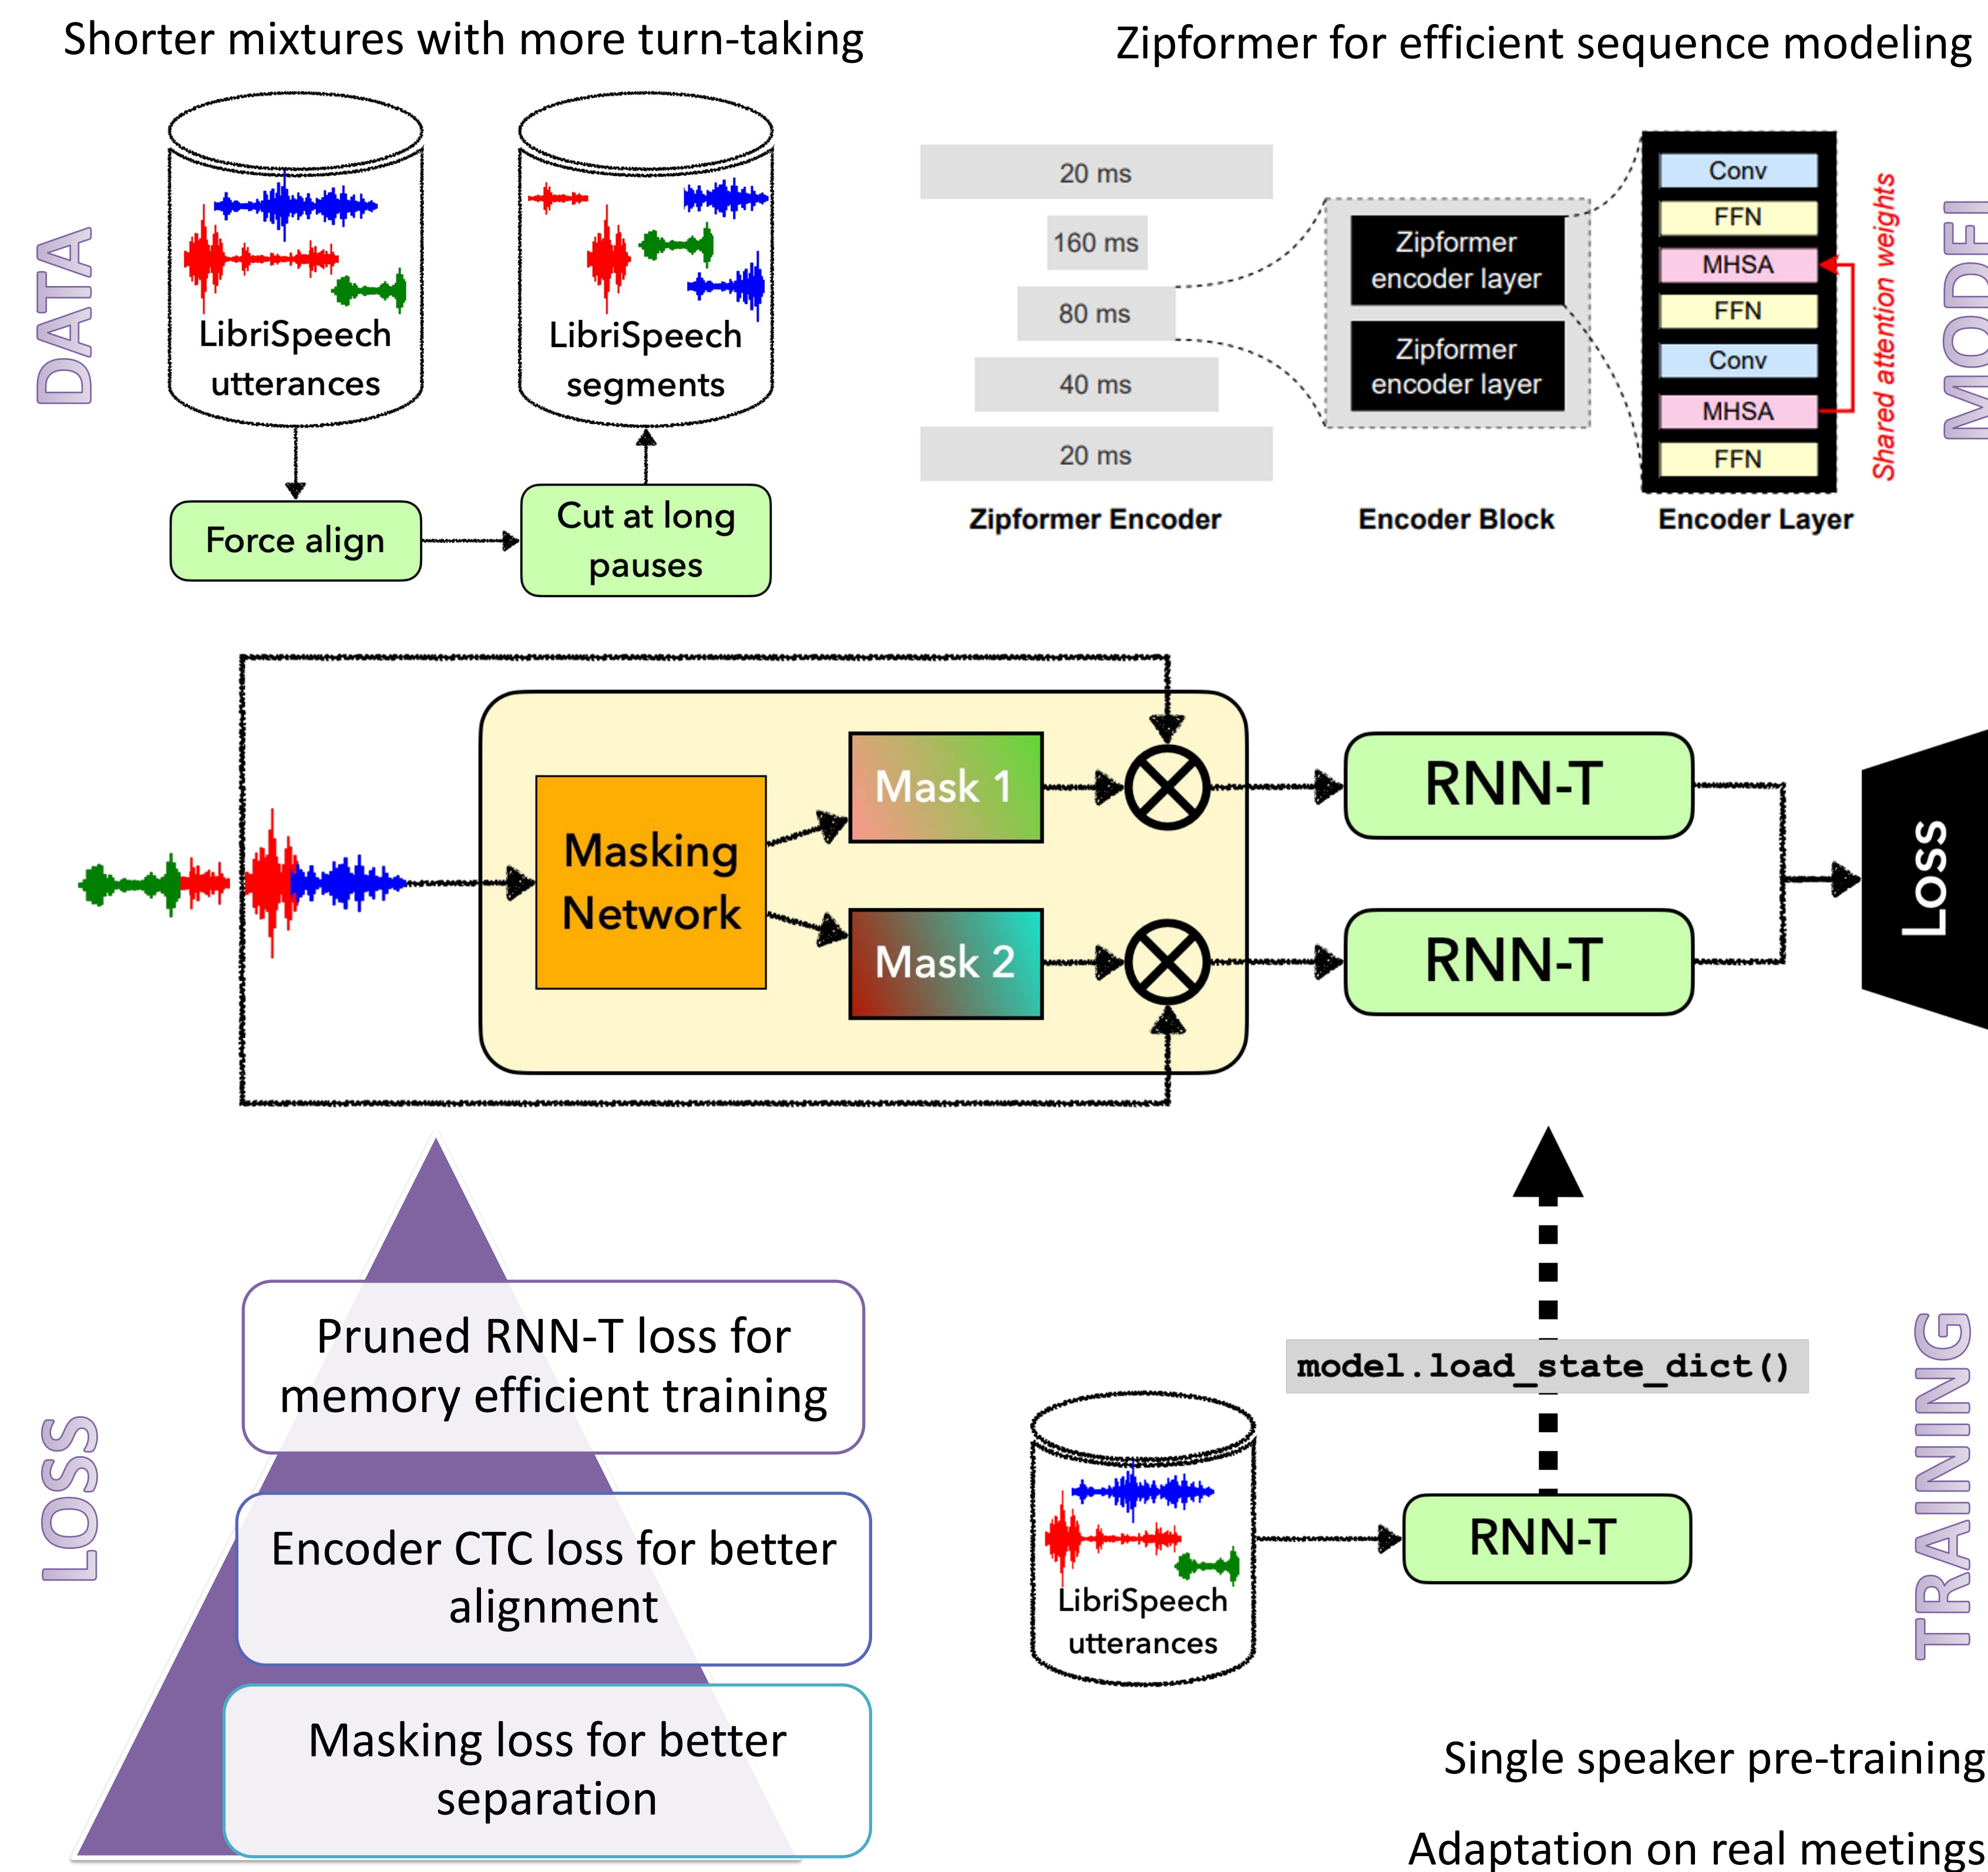 Shorter mixtures with more turn-taking
Zipformer for efficient sequence modeling
DATA
LibriSpeech
utterances
LibriSpeech
segments
Force align
Cut at long
pauses
20 ms
160 ms
80 ms
40 ms
20 ms
Zipformer Encoder
Zipformer
encoder layer
Zipformer
encoder layer
Encoder Block
Conv
FFN
MHSA
FFN
Conv
MHSA
FFN
Encoder Layer
Shared attention weights
MODEL
Masking
Network
Mask 1
Mask 2
RNN-T
RNN-T
Loss
LOSS
Pruned RNN-T loss for
memory efficient training
Encoder CTC loss for better
alignment
Masking loss for better
separation
model.load_state_dict()
LibriSpeech
utterances
RNN-T
TRAINING
Single speaker pre-training
Adaptation on real meetings